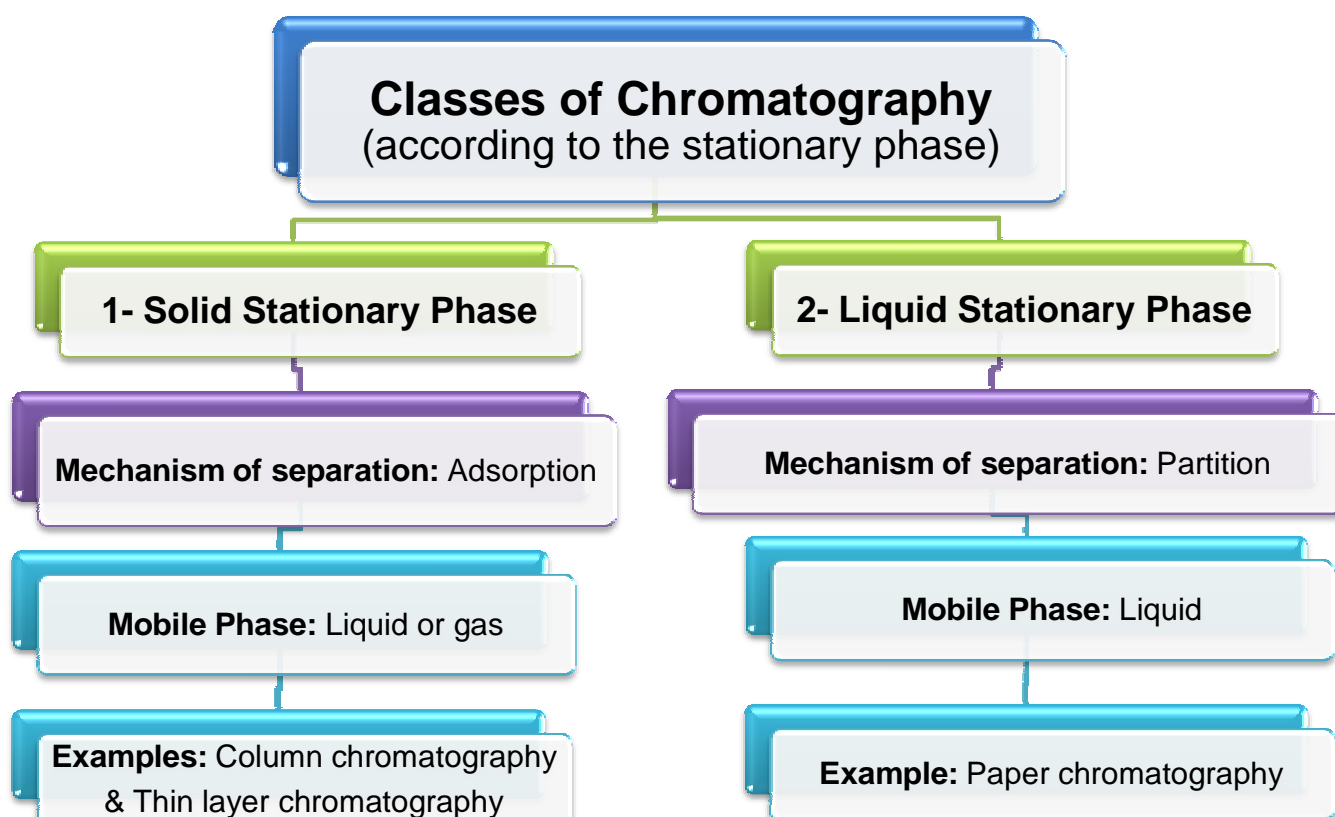 Classes of Chromatography
(according to the stationary phase)
1- Solid Stationary Phase
2- Liquid Stationary Phase
Mechanism of separation: Adsorption
Mechanism of separation: Partition
Mobile Phase: Liquid or gas
Mobile Phase: Liquid
Examples: Column chromatography
& Thin layer chromatography
Example: Paper chromatography